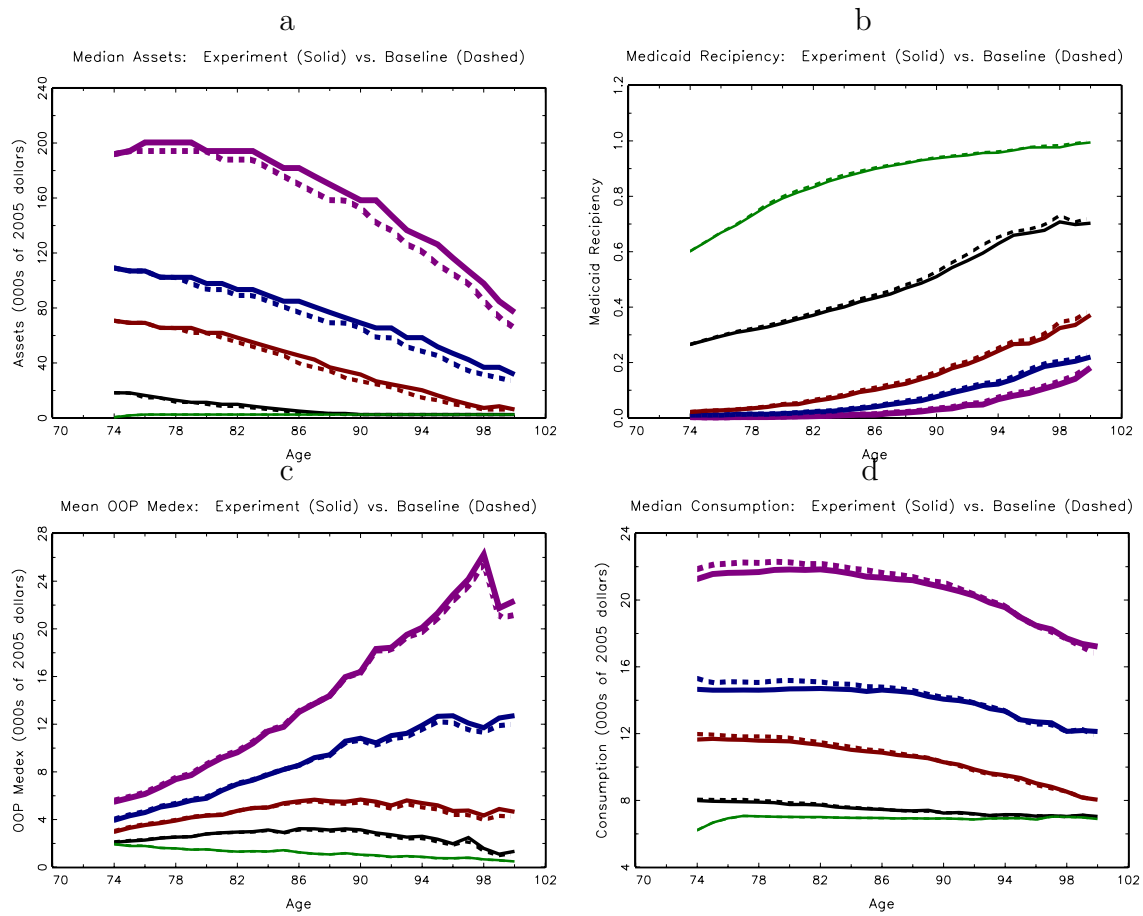 a
Median Assets: Experiment (Solid) vs. Baseline (Dashed)
Assets (000s of 2005 dollars)
240
200
160
120
80
40
0
70 74 78 82 86 90 94 98 102
Age
b
Medicaid Recipiency: Experiment (Solid) vs. Baseline (Dashed)
Medicaid Recipiency
1.2
1.0
0.8
0.6
0.4
0.2
0.0
70 74 78 82 86 90 94 98 102
Age
c
Mean OOP Medex: Experiment (Solid) vs. Baseline (Dashed)
OOP Medex (000s of 2005 dollars)
28
24
20
16
12
8
4
0
70 74 78 82 86 90 94 98 102
Age
d
Median Consumption: Experiment (Solid) vs. Baseline (Dashed)
Consumption (000s of 2005 dollars)
24
20
16
12
8
4
70 74 78 82 86 90 94 98 102
Age